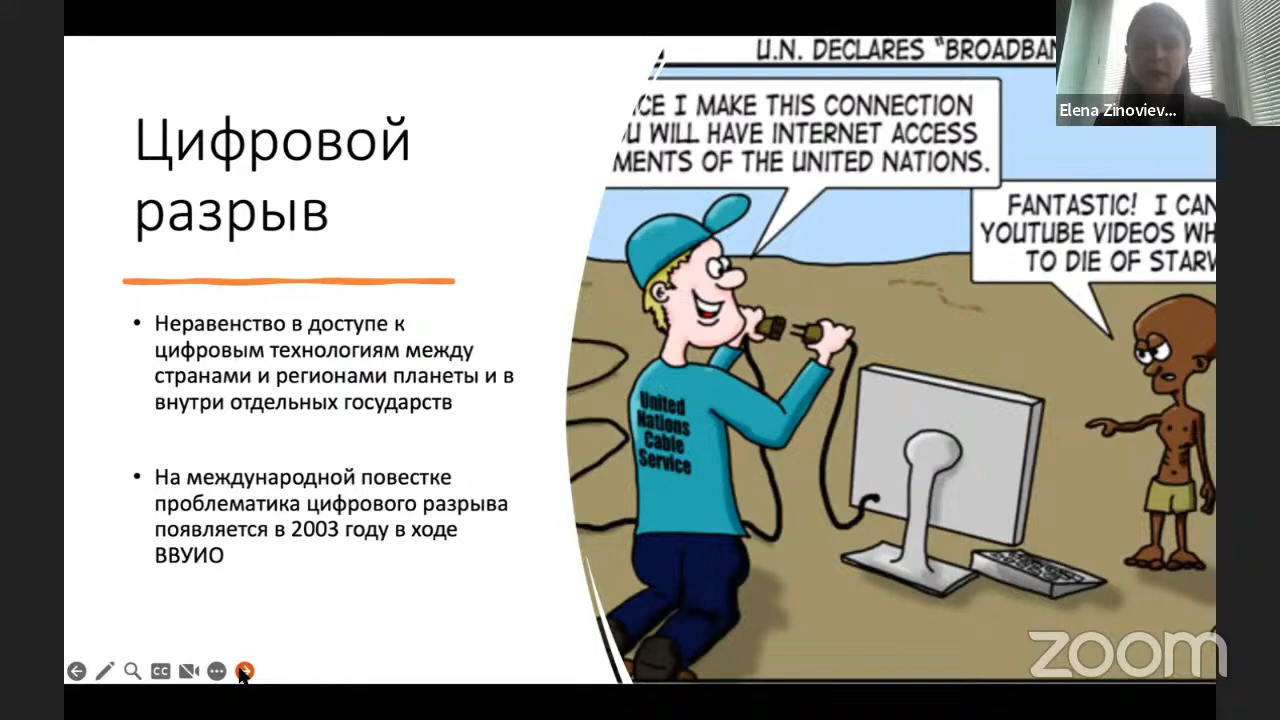 Цифровой
разрыв
• Неравенство в доступе к
цифровым технологиям между
странами и регионами планеты и в
внутри отдельных государств
• На международной повестке
проблематика цифрового разрыва
появляется в 2003 году в ходе
ВВУИО
U.N. DECLARES "BROADBAN
CE I MAKE THIS CONNECTION
U WILL HAVE INTERNET ACCESS
MENTS OF THE UNITED NATIONS.
FANTASTIC! I CAN
YOUTUBE VIDEOS WH
TO DIE OF STARV
United
Nations
Cable
Service
Elena Zinoviev...
CC
zoom